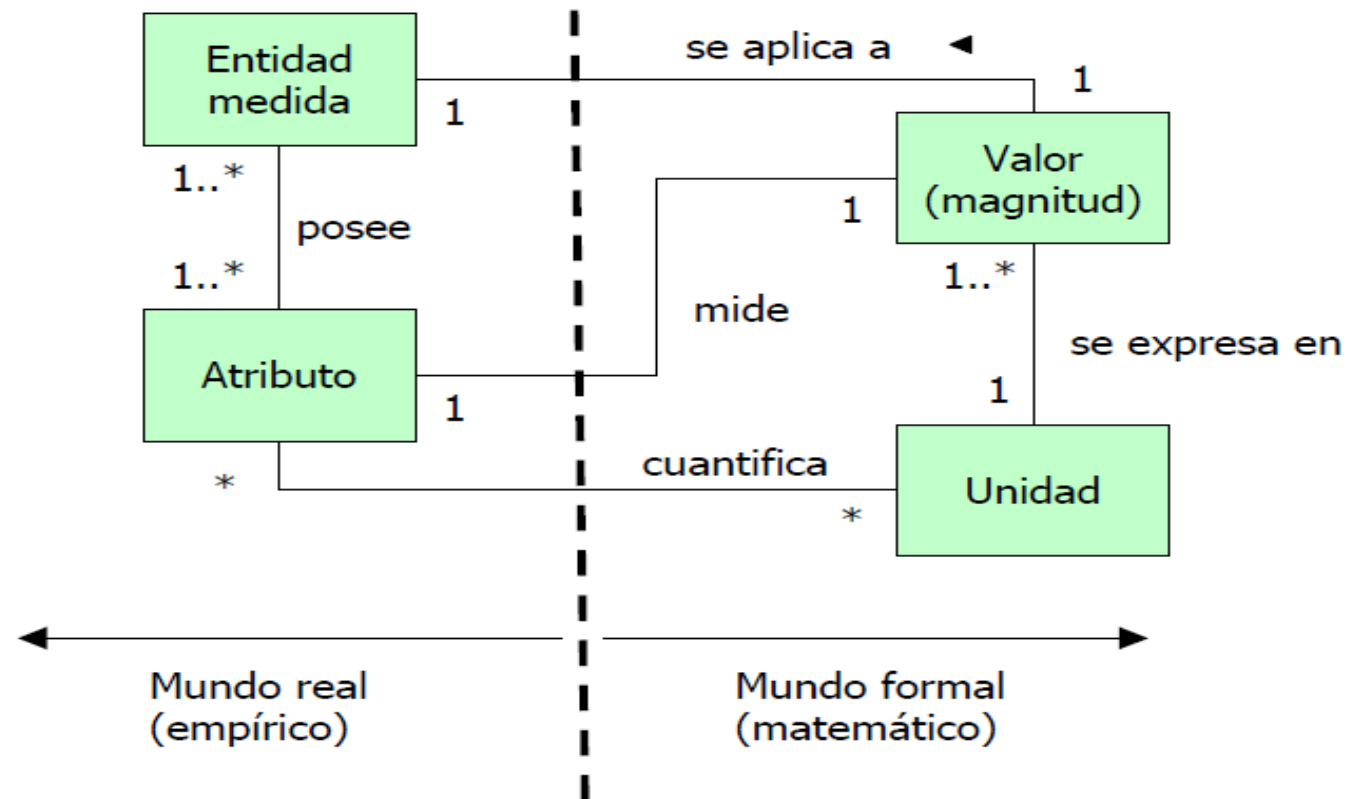 Entidad
medida
se aplica a ◄
1
1
Valor
(magnitud)
1..*
posee
1
1..*
1..*
mide
se expresa en
Atributo
1
1
cuantifica
*
Unidad
*
Mundo real
(empírico)
Mundo formal
(matemático)